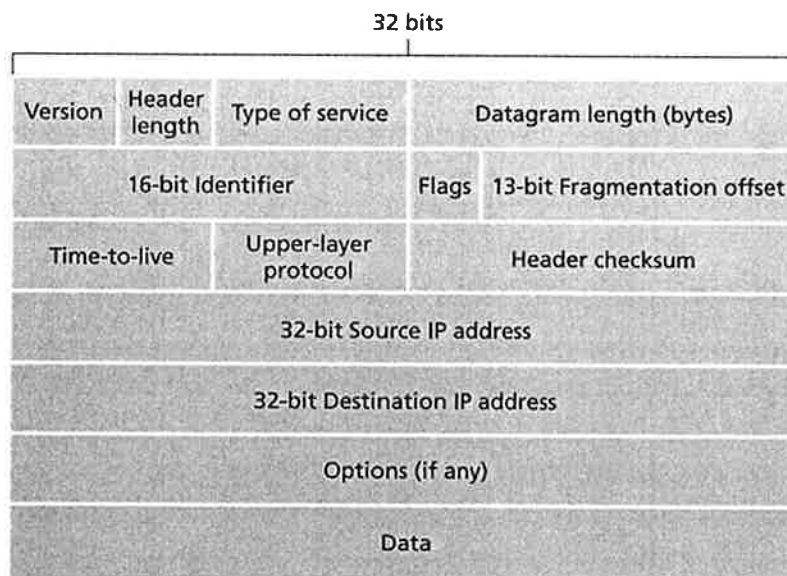 32 bits
Version
Header
length
Type of service
Datagram length (bytes)
16-bit Identifier
Flags
13-bit Fragmentation offset
Time-to-live
Upper-layer
protocol
Header checksum
32-bit Source IP address
32-bit Destination IP address
Options (if any)
Data